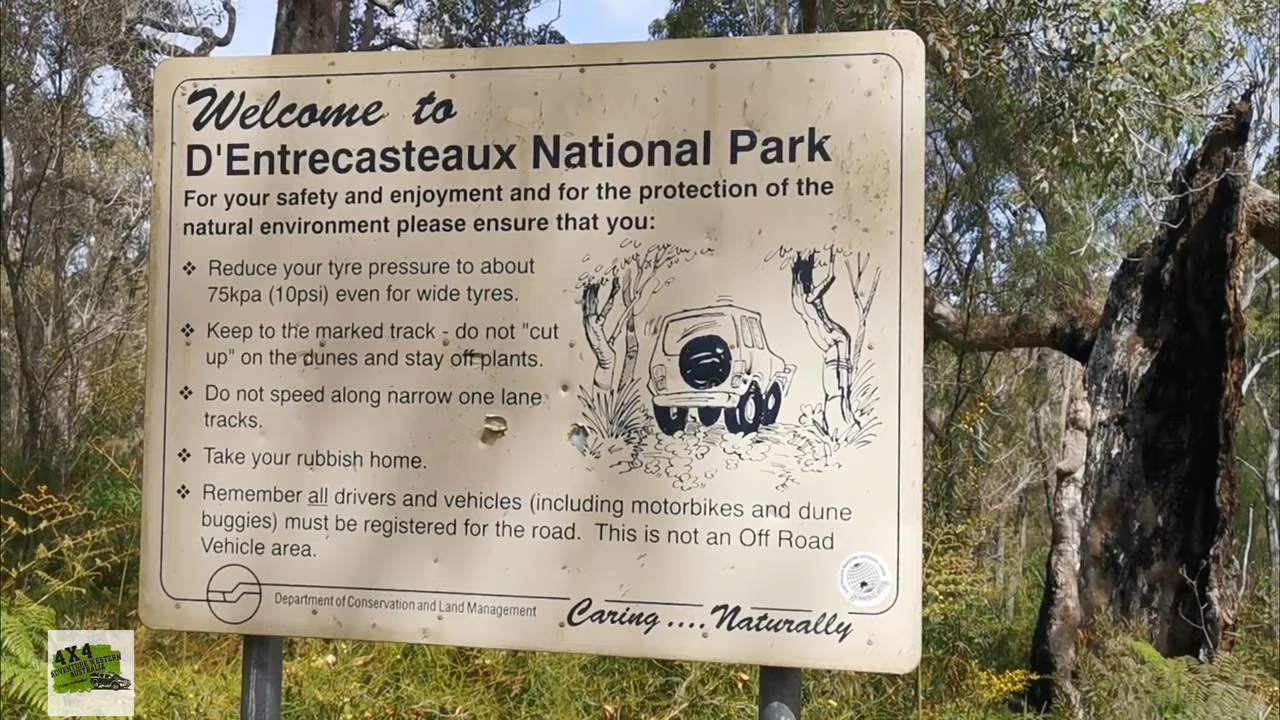 Welcome to
D'Entrecasteaux National Park
For your safety and enjoyment and for the protection of the
natural environment please ensure that you:
❖ Reduce your tyre pressure to about
75kpa (10psi) even for wide tyres.
❖ Keep to the marked track - do not "cut
up" on the dunes and stay off plants.
❖ Do not speed along narrow one lane
tracks.
❖ Take your rubbish home.
❖ Remember all drivers and vehicles (including motorbikes and dune
buggies) must be registered for the road. This is not an Off Road
Vehicle area.
Department of Conservation and Land Management
Caring ....Naturally
4X4
ADVENTURE WESTERN
AUSTRALIA